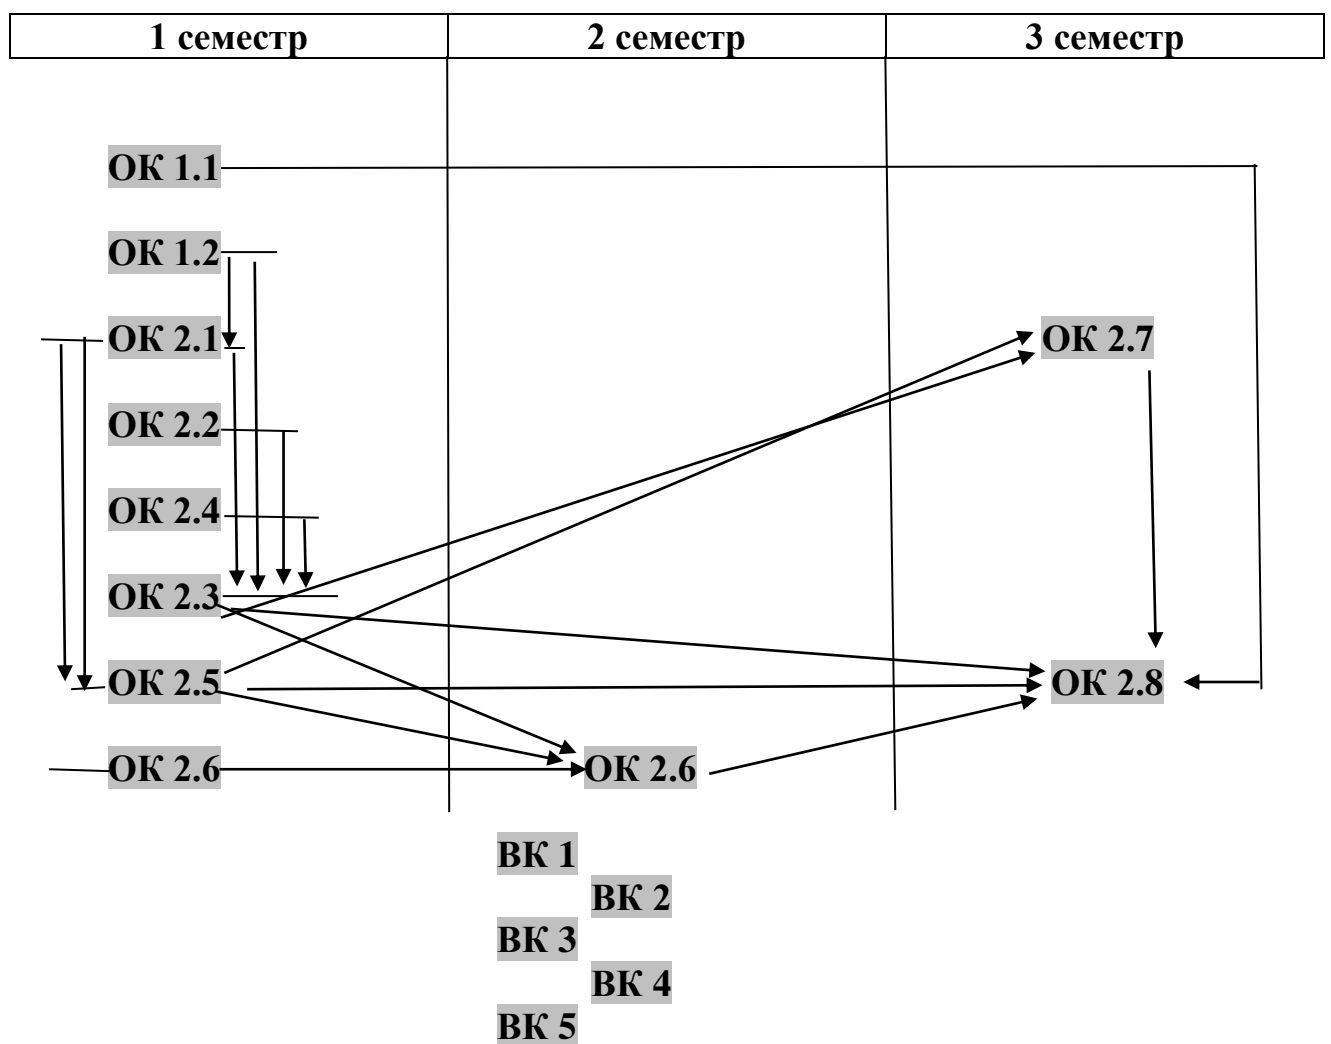 1 семестр 2 семестр 3 семестр
ОК 1.1
ОК 1.2
ОК 2.1 ОК 2.7
ОК 2.2
ОК 2.4
ОК 2.3
ОК 2.5 ОК 2.8
ОК 2.6 ОК 2.6
ВК 1
ВК 2
ВК 3
ВК 4
ВК 5